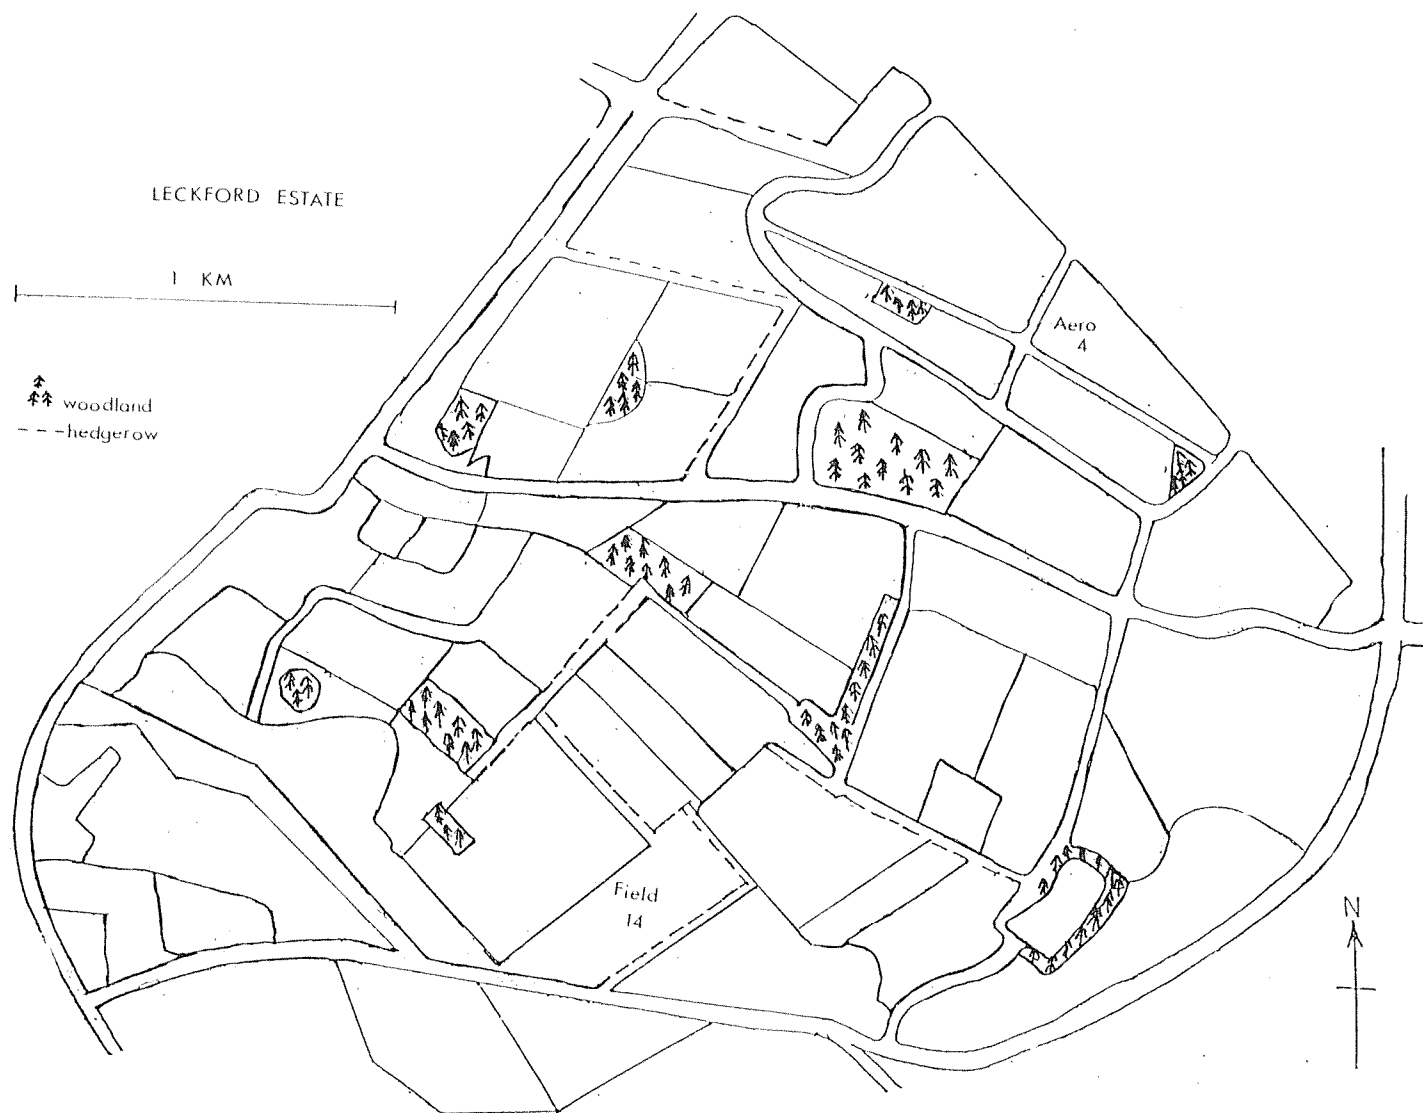 LECKFORD ESTATE
1 KM
woodland
---hedgerow
Aero
4
Field
14
N